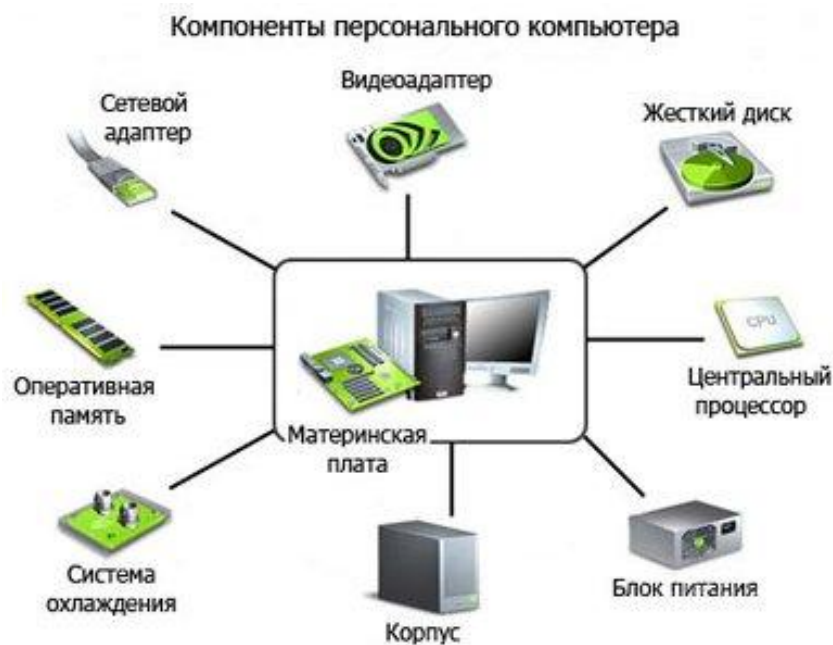 Компоненты персонального компьютера
Видеоадаптер
Сетевой
адаптер
Жесткий диск
CPU
Оперативная
память
Центральный
процессор
Материнская
плата
Система
охлаждения
Блок питания
Корпус